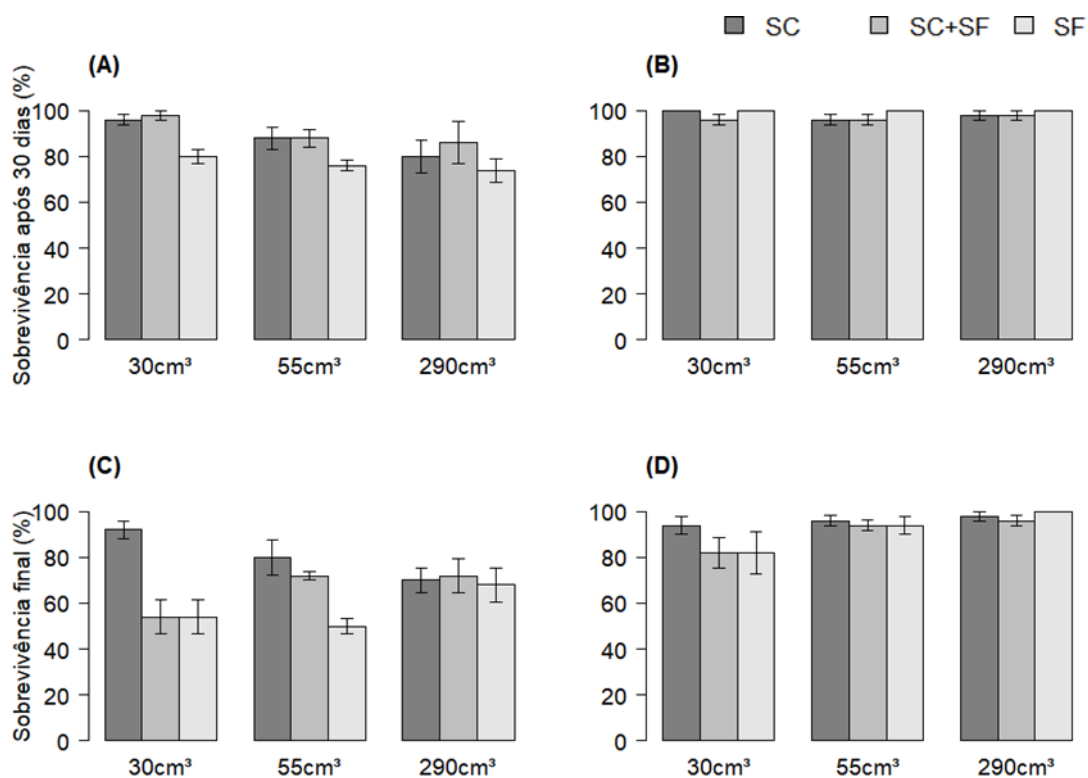 SC SC+SF SF
(A) (B)
Sobrevivência após 30 dias (%)
100 100
80 80
60 60
40 40
20 20
0 0
30cm³ 55cm³ 290cm³ 30cm³ 55cm³ 290cm³
(C) (D)
Sobrevivência final (%)
100 100
80 80
60 60
40 40
20 20
0 0
30cm³ 55cm³ 290cm³ 30cm³ 55cm³ 290cm³